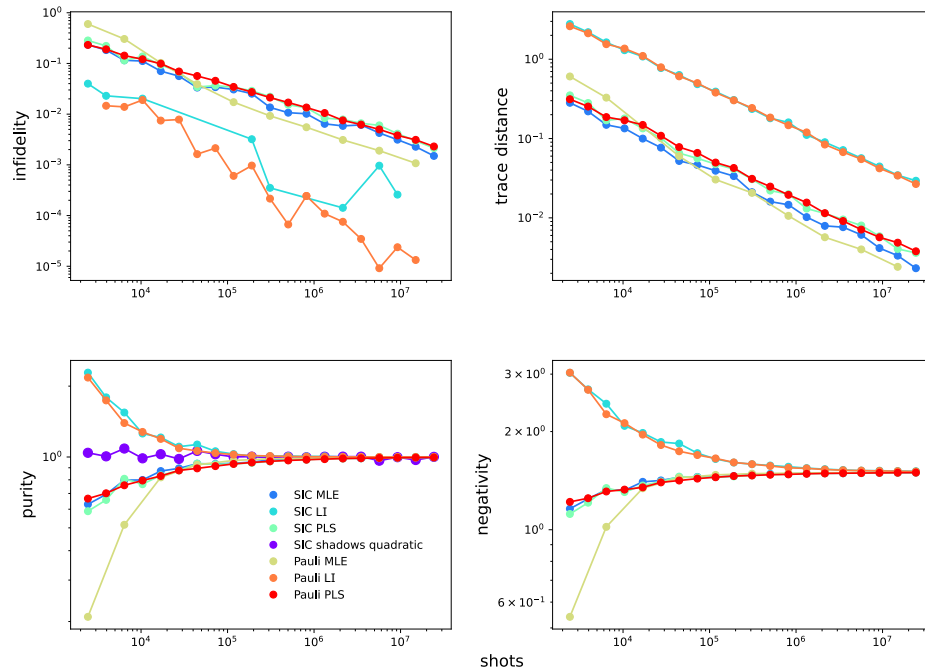 10⁰
10⁻¹
10⁻²
10⁻³
10⁻⁴
10⁻⁵
infidelity
10⁴ 10⁵ 10⁶ 10⁷
10⁰
10⁻¹
10⁻²
trace distance
10⁴ 10⁵ 10⁶ 10⁷
10⁰
purity
SIC MLE
SIC LI
SIC PLS
SIC shadows quadratic
Pauli MLE
Pauli LI
Pauli PLS
10⁴ 10⁵ 10⁶ 10⁷
3 × 10⁰
2 × 10⁰
10⁰
6 × 10⁻¹
negativity
10⁴ 10⁵ 10⁶ 10⁷
shots